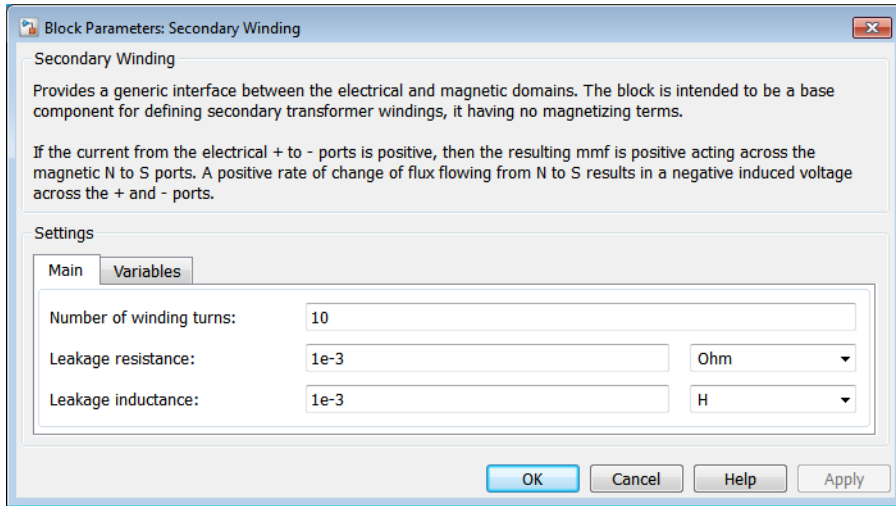 Block Parameters: Secondary Winding
Secondary Winding
Provides a generic interface between the electrical and magnetic domains. The block is intended to be a base
component for defining secondary transformer windings, it having no magnetizing terms.
If the current from the electrical + to - ports is positive, then the resulting mmf is positive acting across the
magnetic N to S ports. A positive rate of change of flux flowing from N to S results in a negative induced voltage
across the + and - ports.
Settings
Main Variables
Number of winding turns: 10
Leakage resistance: 1e-3 Ohm
Leakage inductance: 1e-3 H
OK Cancel Help Apply